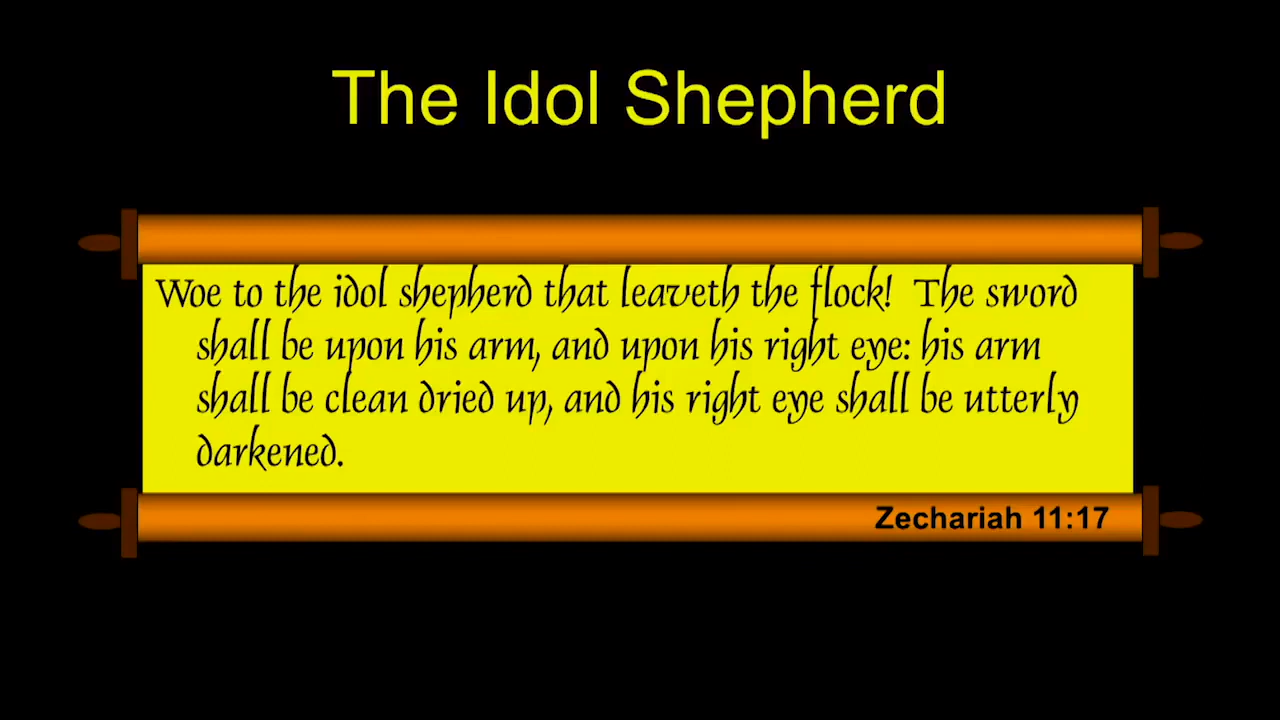 The Idol Shepherd
Woe to the idol shepherd that leaveth the flock! The sword
shall be upon his arm, and upon his right eye: his arm
shall be clean dried up, and his right eye shall be utterly
darkened.
Zechariah 11:17